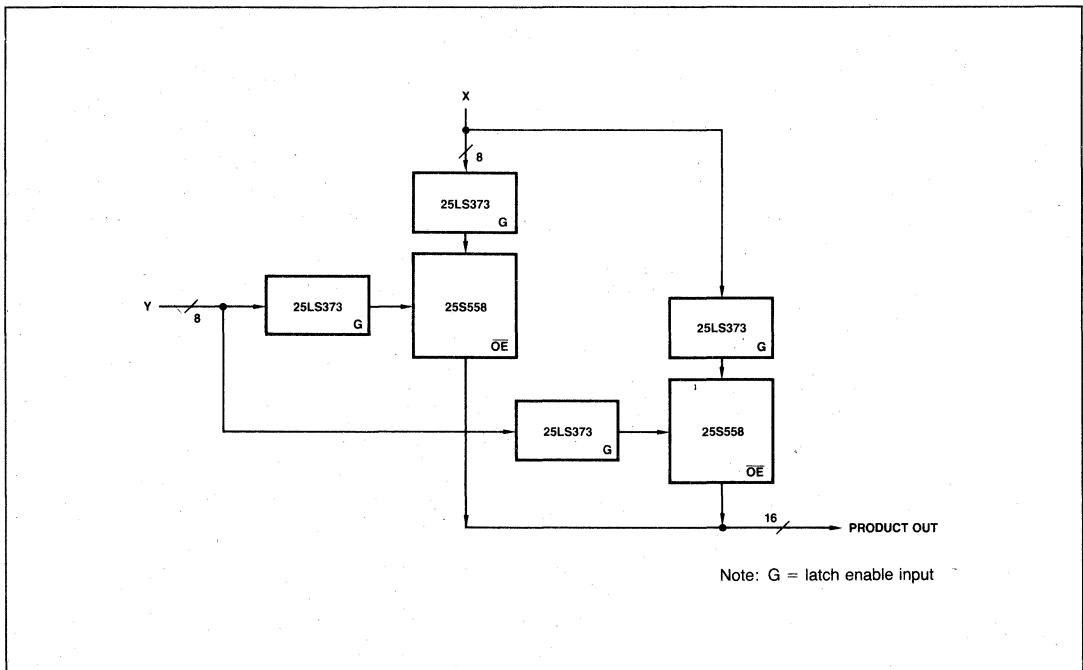 X
8
25LS373
G
Y
8
25LS373
G
25S558
OE
25LS373
G
25LS373
G
25S558
OE
16
PRODUCT OUT
Note: G = latch enable input